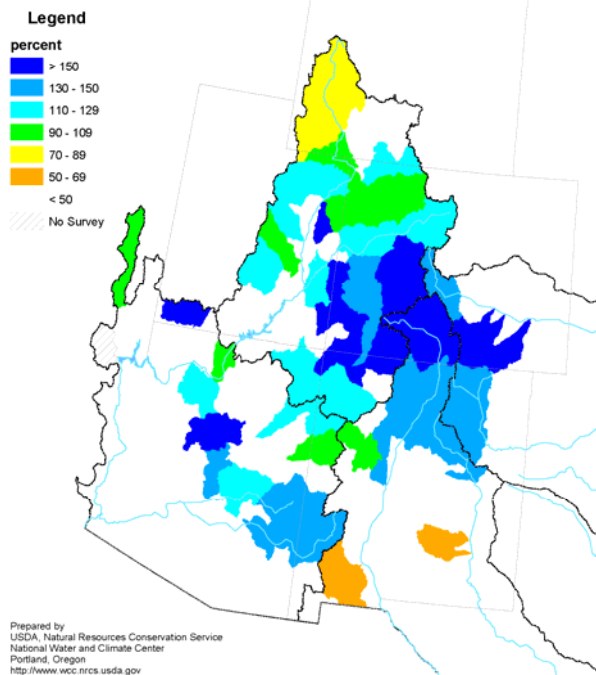 Legend
percent
> 150
130 - 150
110 - 129
90 - 109
70 - 89
50 - 69
< 50
No Survey
Prepared by
USDA, Natural Resources Conservation Service
National Water and Climate Center
Portland, Oregon
http://www.wcc.nrcs.usda.gov